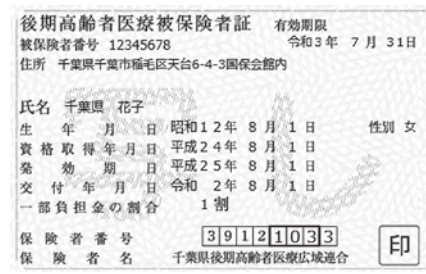 後期高齢者医療被保険者証 有効期限
被保険者番号 12345678 令和3年 7月 31日
住所 千葉県千葉市稲毛区天台6-4-3国保会館内
氏名 千葉県 花子
生年月日 昭和12年 8月 1日 性別 女
資格取得年月日 平成24年 8月 1日
発効期日 平成25年 8月 1日
交付年月日 令和 2年 8月 1日
一部負担金の割合 1割
保険者番号 39121033
保険者名 千葉県後期高齢者医療広域連合
印